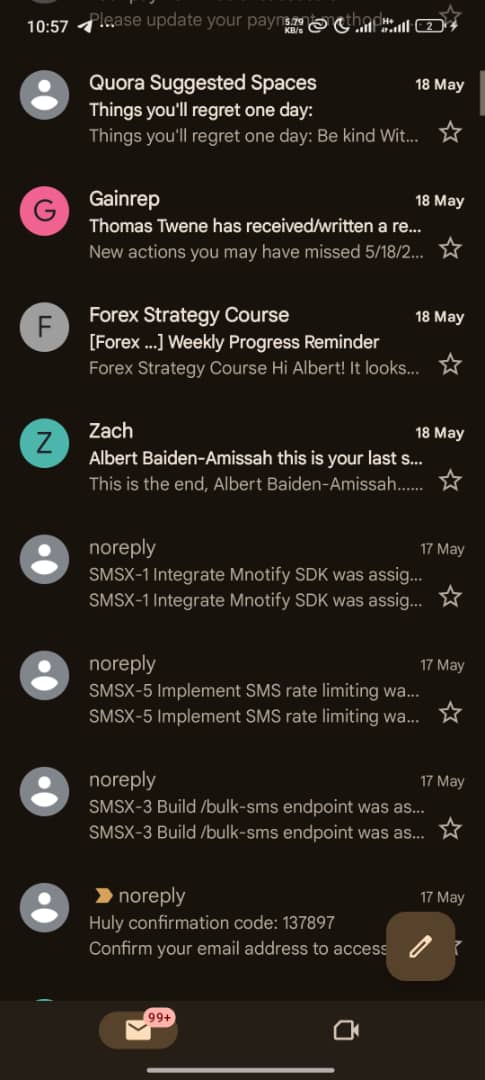 Please update your payment method
10:57
5.79
KB/s
H+
2
Quora Suggested Spaces
18 May
Things you'll regret one day:
Things you'll regret one day: Be kind Wit...
G
Gainrep
18 May
Thomas Twene has received/written a re...
New actions you may have missed 5/18/2...
F
Forex Strategy Course
18 May
[Forex ...] Weekly Progress Reminder
Forex Strategy Course Hi Albert! It looks...
Z
Zach
18 May
Albert Baiden-Amissah this is your last s...
This is the end, Albert Baiden-Amissah......
noreply
17 May
SMSX-1 Integrate Mnotify SDK was assig...
SMSX-1 Integrate Mnotify SDK was assig...
noreply
17 May
SMSX-5 Implement SMS rate limiting wa...
SMSX-5 Implement SMS rate limiting wa...
noreply
17 May
SMSX-3 Build /bulk-sms endpoint was as...
SMSX-3 Build /bulk-sms endpoint was as...
noreply
17 May
Huly confirmation code: 137897
Confirm your email address to access
99+